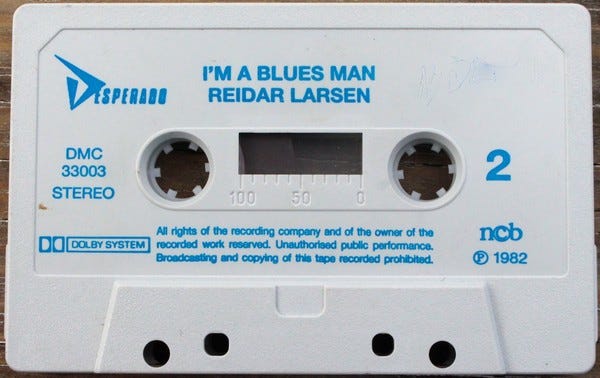 DESPERADO
I'M A BLUES MAN
REIDAR LARSEN
DMC
33003
STEREO
100 50 0
2
DOLBY SYSTEM
All rights of the recording company and of the owner of the
recorded work reserved. Unauthorised public performance.
Broadcasting and copying of this tape recorded prohibited.
ncb
℗ 1982